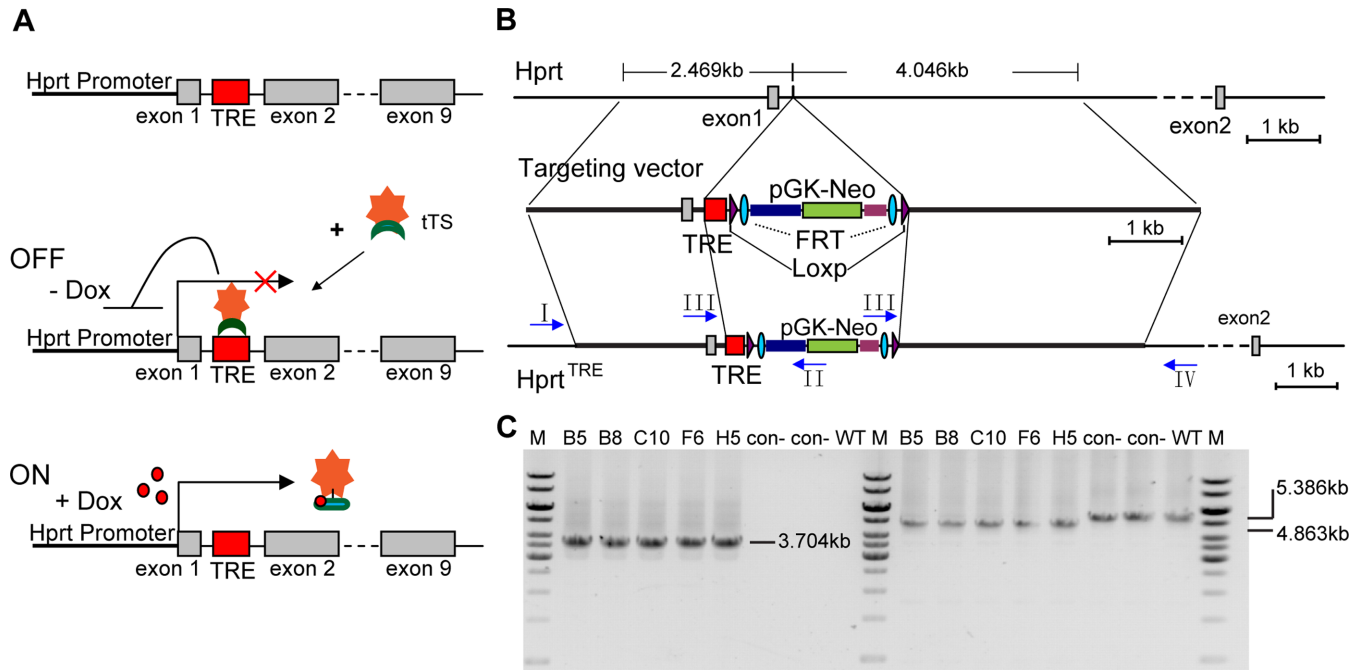 A
Hprt Promoter
exon 1 TRE exon 2 exon 9
+ tTS
OFF
- Dox
Hprt Promoter
exon 1 TRE exon 2 exon 9
ON
+ Dox
Hprt Promoter
exon 1 TRE exon 2 exon 9
B
Hprt 2.469kb 4.046kb
exon1 exon2
1 kb
Targeting vector
pGK-Neo
TRE FRT 1 kb
Loxp
I III III
pGK-Neo exon2
TRE II IV
Hprt TRE 1 kb
C
M B5 B8 C10 F6 H5 con- con- WT M B5 B8 C10 F6 H5 con- con- WT M
5.386kb
3.704kb 4.863kb